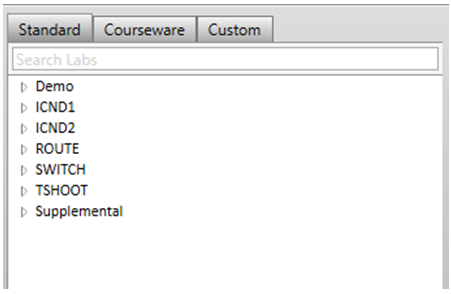 Standard Courseware Custom
Search Labs
Demo
ICND1
ICND2
ROUTE
SWITCH
TSHOOT
Supplemental